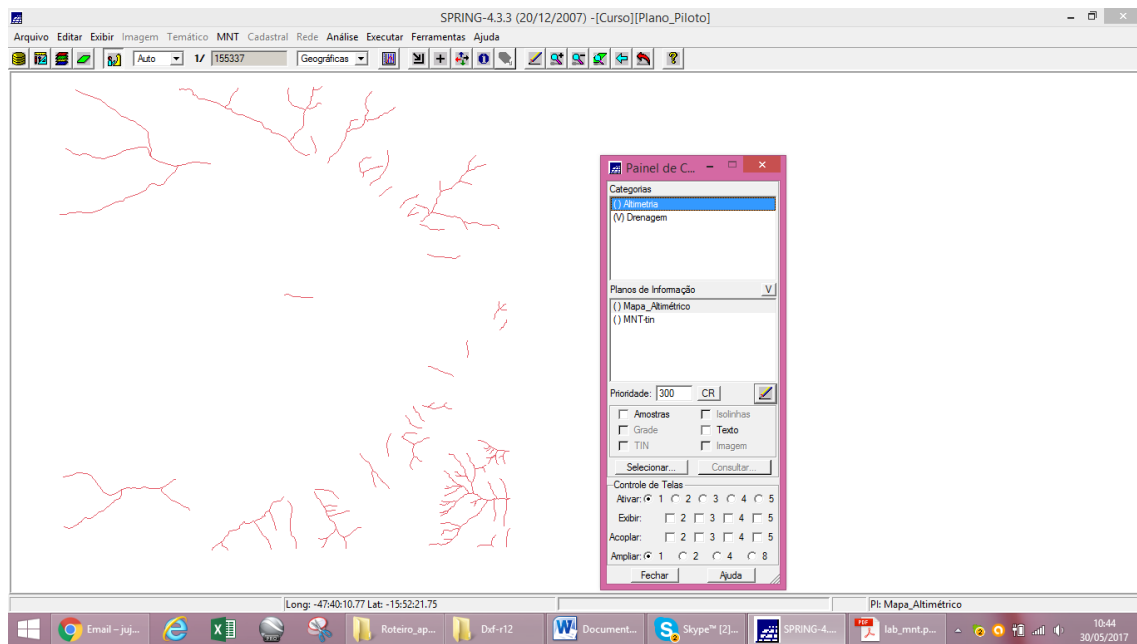 SPRING-4.3.3 (20/12/2007) -[Curso][Plano_Piloto]
Arquivo Editar Exibir Imagem Temático MNT Cadastral Rede Análise Executar Ferramentas Ajuda
Auto 1/ 155337 Geográficas
Painel de C...
Categorias
( ) Altimetria
(V) Drenagem
Planos de Informação V
( ) Mapa_Altimétrico
( ) MNT-tin
Prioridade: 300 CR
Amostras Isolinhas
Grade Texto
TIN Imagem
Selecionar... Consultar...
Controle de Telas
Ativar: 1 2 3 4 5
Exibir: 2 3 4 5
Acoplar: 2 3 4 5
Ampliar: 1 2 4 8
Fechar Ajuda
Long: -47:40:10.77 Lat: -15:52:21.75 PI: Mapa_Altimétrico
Email – juj... Roteiro_ap... Dxf-r12 Document... Skype™ [2]... SPRING-4.... lab_mnt.p... 10:44
30/05/2017